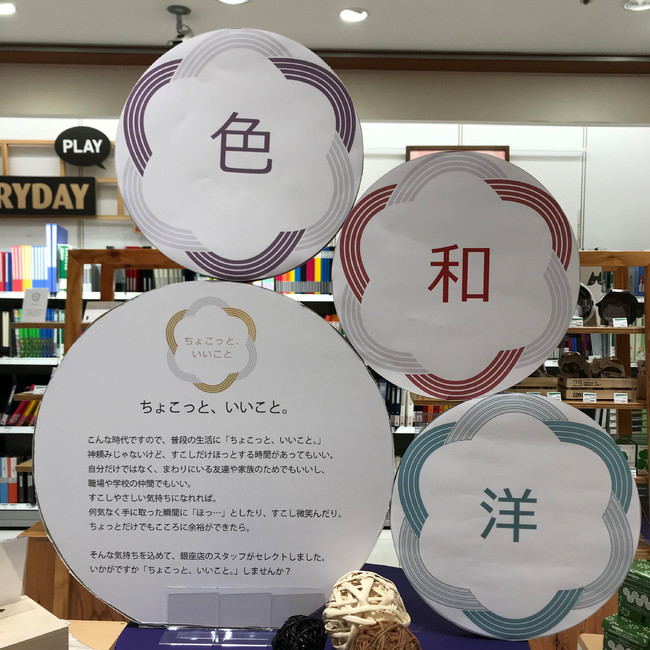 色
PLAY
RYDAY
和
ちょこっと、
いいこと
ちょこっと、いいこと。
こんな時代ですので、普段の生活に「ちょこっと、いいこと。」
神頼みじゃないけど、すこしだけほっとする時間があってもいい。
自分だけではなく、まわりにいる友達や家族のためでもいいし、
職場や学校の仲間でもいい。
すこしやさしい気持ちになれれば。
何気なく手に取った瞬間に「ほっ…」としたり、すこし微笑んだり。
ちょっとだけでもこころに余裕ができたら。
そんな気持ちを込めて、銀座店のスタッフがセレクトしました。
いかがですか「ちょこっと、いいこと。」しませんか？
洋